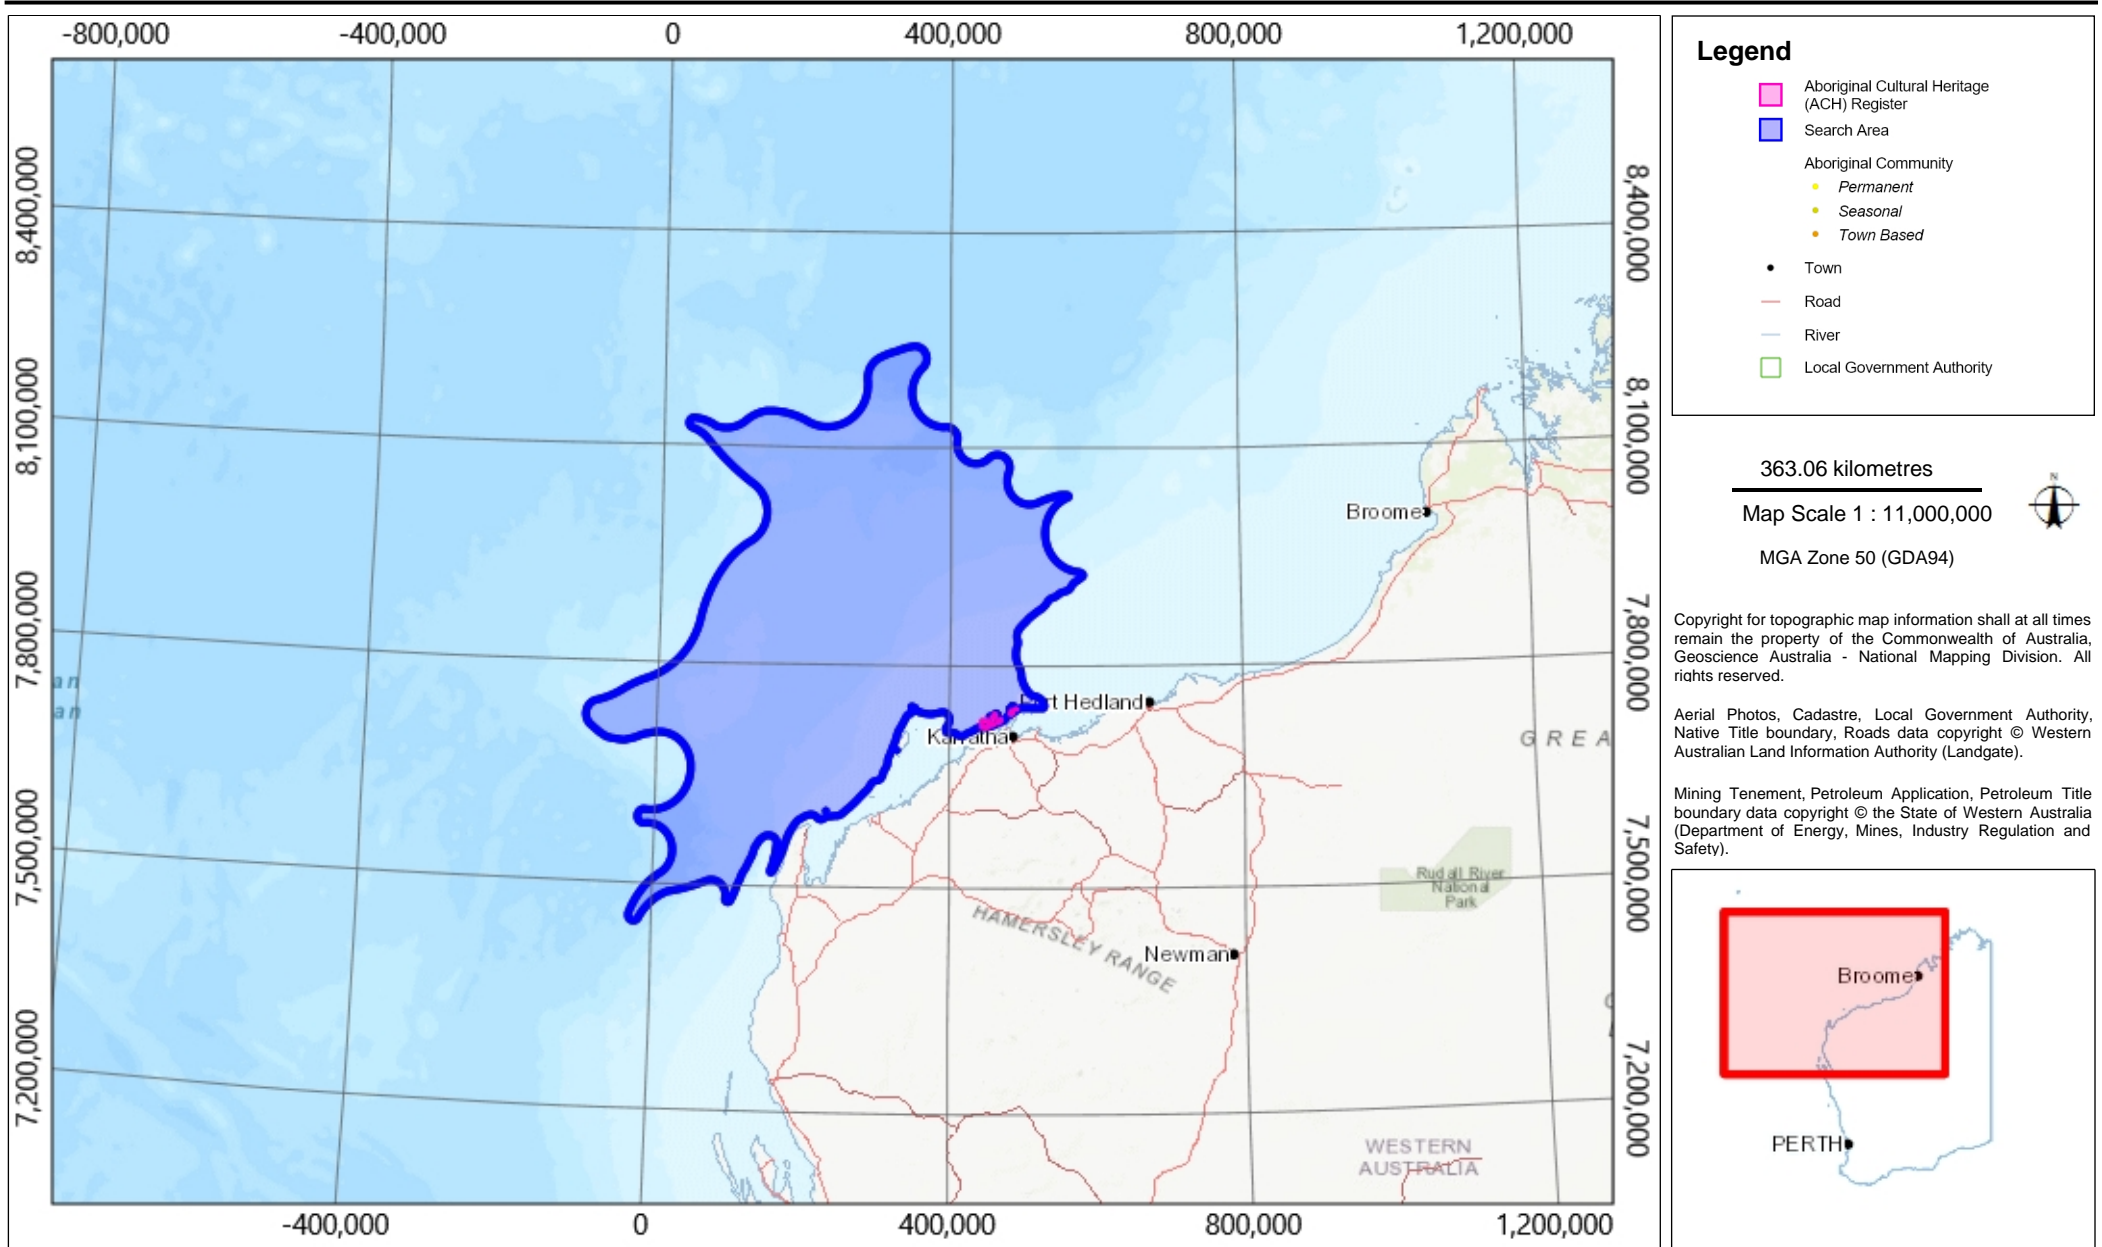 -800,000
-400,000
0
400,000
800,000
1,200,000
8,400,000
8,100,000
7,800,000
7,500,000
7,200,000
8,400,000
8,100,000
7,800,000
7,500,000
7,200,000
Broome
Port Hedland
Karratha
GREA
an
an
Rudall River
National
Park
HAMERSLEY RANGE
Newman
WESTERN
AUSTRALIA
-400,000
0
400,000
800,000
1,200,000
Legend
Aboriginal Cultural Heritage
(ACH) Register
Search Area
Aboriginal Community
Permanent
Seasonal
Town Based
Town
Road
River
Local Government Authority
363.06 kilometres
Map Scale 1 : 11,000,000
MGA Zone 50 (GDA94)
N
Copyright for topographic map information shall at all times
remain the property of the Commonwealth of Australia,
Geoscience Australia - National Mapping Division. All
rights reserved.
Aerial Photos, Cadastre, Local Government Authority,
Native Title boundary, Roads data copyright © Western
Australian Land Information Authority (Landgate).
Mining Tenement, Petroleum Application, Petroleum Title
boundary data copyright © the State of Western Australia
(Department of Energy, Mines, Industry Regulation and
Safety).
Broome
PERTH